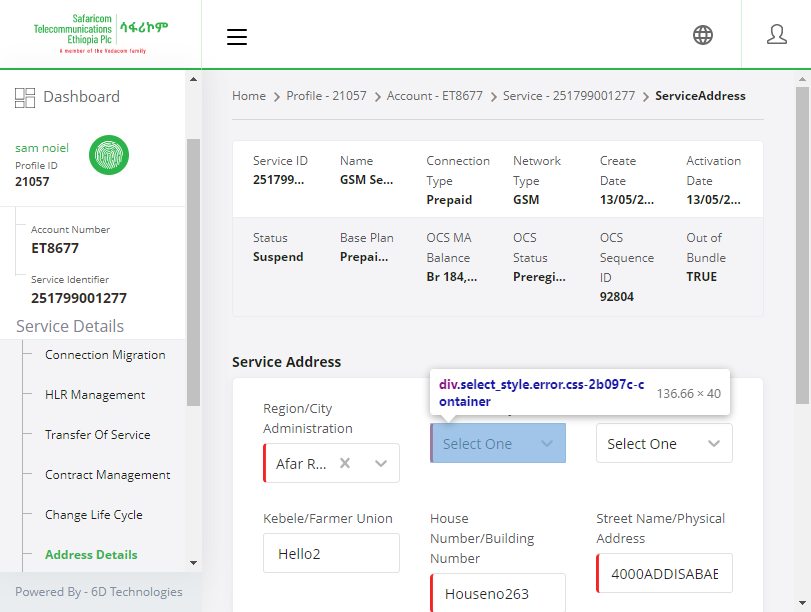 Safaricom
Telecommunications
Ethiopia Plc
ሳፋሪኮም
A member of the Vodacom family
Dashboard
sam noiel
Profile ID
21057
Account Number
ET8677
Service Identifier
251799001277
Service Details
Connection Migration
HLR Management
Transfer Of Service
Contract Management
Change Life Cycle
Address Details
Powered By - 6D Technologies
Home > Profile - 21057 > Account - ET8677 > Service - 251799001277 > ServiceAddress
Service ID
251799...
Name
GSM Se...
Connection
Type
Prepaid
Network
Type
GSM
Create
Date
13/05/2...
Activation
Date
13/05/2...
Status
Suspend
Base Plan
Prepai...
OCS MA
Balance
Br 184,...
OCS
Status
Preregi...
OCS
Sequence
ID
92804
Out of
Bundle
TRUE
Service Address
div.select_style.error.css-2b097c-c
ontainer
136.66 × 40
Region/City
Administration
Afar R...
Select One
Select One
Kebele/Farmer Union
Hello2
House
Number/Building
Number
Houseno263
Street Name/Physical
Address
4000ADDISABAE